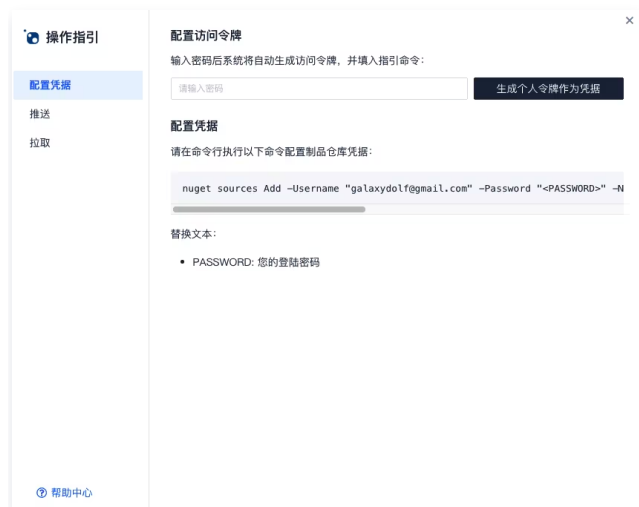 操作指引
配置凭据
推送
拉取
帮助中心
配置访问令牌
输入密码后系统将自动生成访问令牌，并填入指引命令：
请输入密码
生成个人令牌作为凭据
配置凭据
请在命令行执行以下命令配置制品仓库凭据：
nuget sources Add -Username "galaxydolf@gmail.com" -Password "<PASSWORD>" -N
替换文本：
• PASSWORD: 您的登陆密码